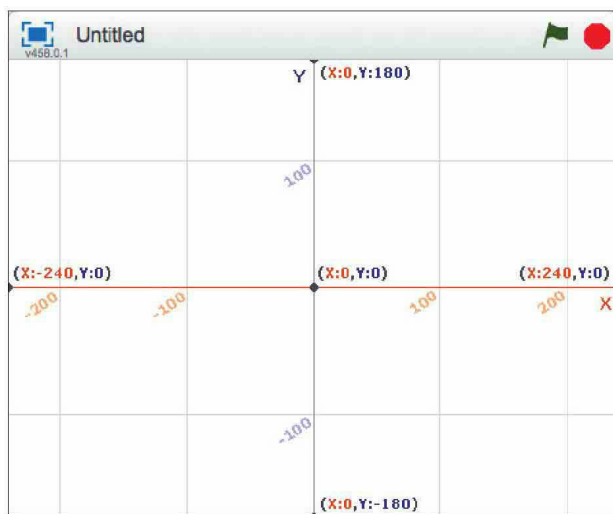 Untitled
v458.0.1
Y (X:0,Y:180)
100
(X:-240,Y:0) (X:0,Y:0) (X:240,Y:0)
-200 -100 100 200 X
-100
(X:0,Y:-180)